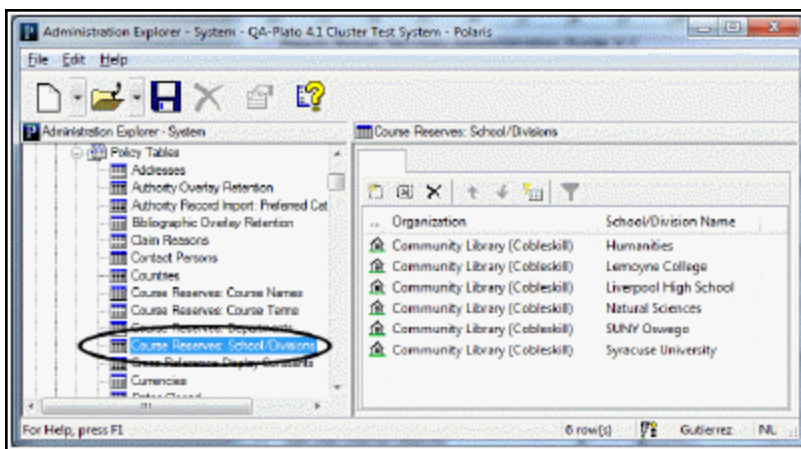 Administration Explorer - System - QA-Plato 4.1 Cluster Test System - Polaris
File Edit Help
Administration Explorer - System
Policy Tables
Addresses
Authority Overlay Retention
Authority Record Import: Preferred Cat
Bibliographic Overlay Retention
Claim Reasons
Contact Persons
Countries
Course Reserves: Course Names
Course Reserves: Course Terms
Course Reserves: Departments
Course Reserves: School/Divisions
Cross Reference Display Constants
Currencies
Dates Closed
Course Reserves: School/Divisions
... Organization School/Division Name
Community Library (Cobleskill) Humanities
Community Library (Cobleskill) Lemoyne College
Community Library (Cobleskill) Liverpool High School
Community Library (Cobleskill) Natural Sciences
Community Library (Cobleskill) SUNY Oswego
Community Library (Cobleskill) Syracuse University
For Help, press F1 6 row(s) Gutierrez NU